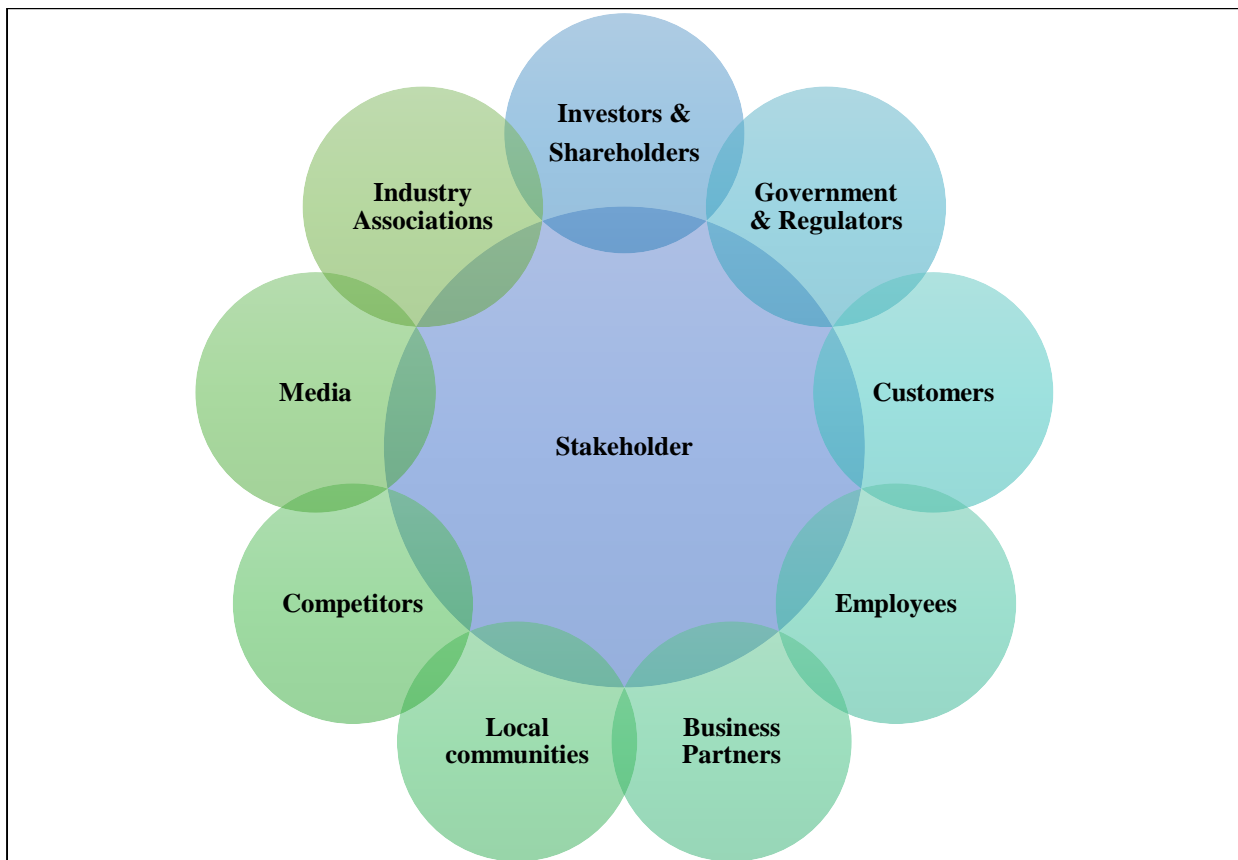 Investors &
Shareholders
Government
& Regulators
Customers
Employees
Business
Partners
Local
communities
Competitors
Media
Industry
Associations
Stakeholder